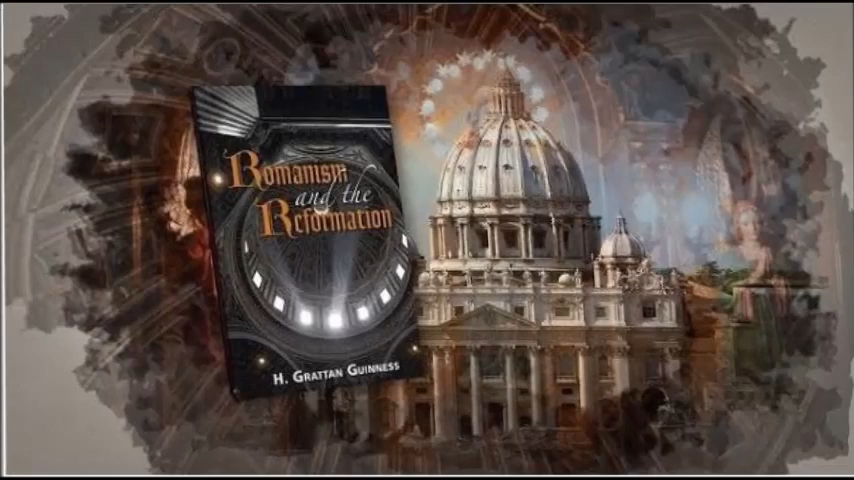 Romanism
and the
Reformation
H. Grattan Guinness